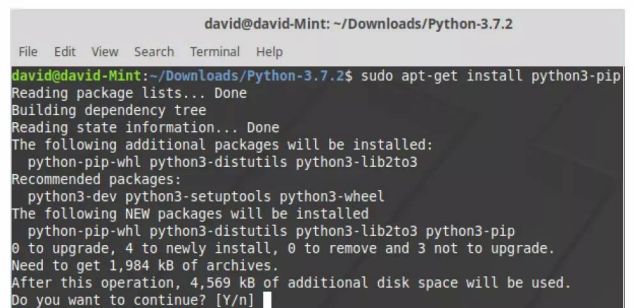 david@david-Mint: ~/Downloads/Python-3.7.2
File Edit View Search Terminal Help
david@david-Mint:~/Downloads/Python-3.7.2$ sudo apt-get install python3-pip
Reading package lists... Done
Building dependency tree
Reading state information... Done
The following additional packages will be installed:
python-pip-whl python3-distutils python3-lib2to3
Recommended packages:
python3-dev python3-setuptools python3-wheel
The following NEW packages will be installed
python-pip-whl python3-distutils python3-lib2to3 python3-pip
0 to upgrade, 4 to newly install, 0 to remove and 3 not to upgrade.
Need to get 1,984 kB of archives.
After this operation, 4,569 kB of additional disk space will be used.
Do you want to continue? [Y/n]